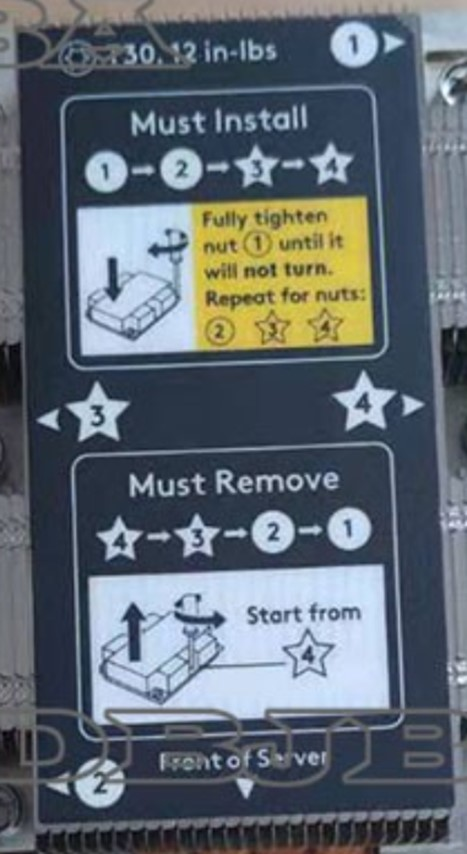 T30, 12 in-lbs
1
Must Install
1 2 3 4
Fully tighten
nut 1 until it
will not turn.
Repeat for nuts:
2 3 4
3 4
Must Remove
4 3 2 1
Start from
4
Front of Server
2